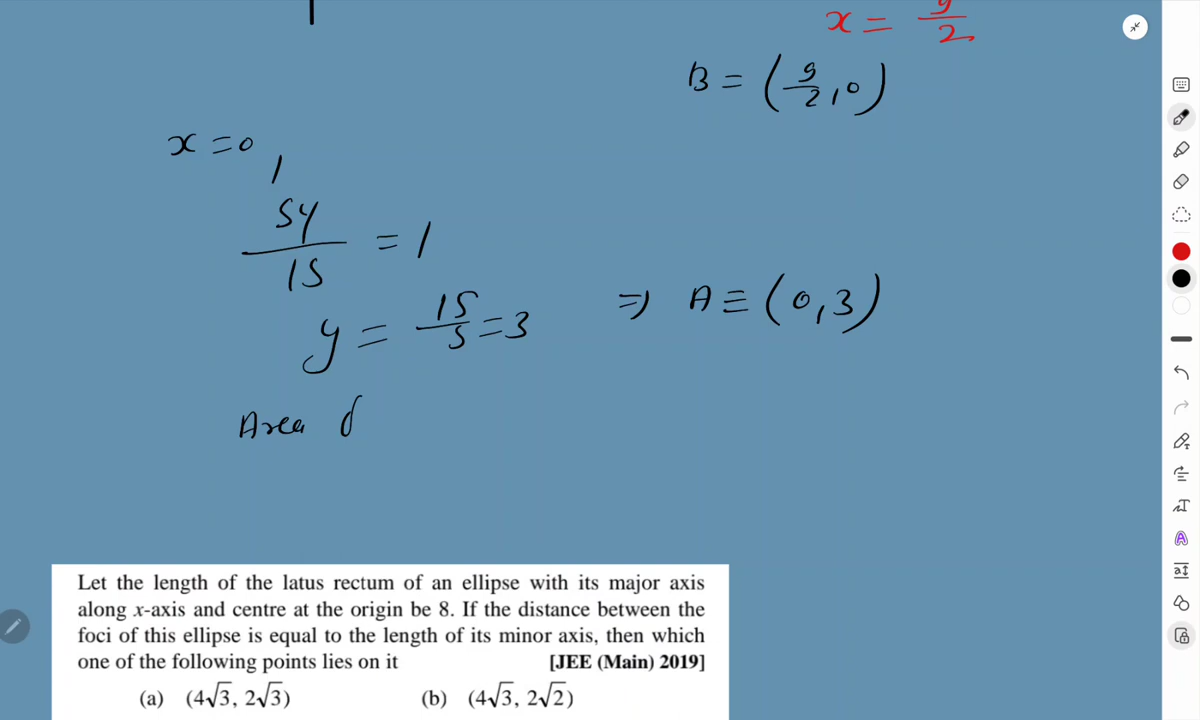 x = 9/2
B = (9/2, 0)
x = 0,
5y/15 = 1
y = 15/5 = 3 ⇒ A ≡ (0, 3)
Area o
Let the length of the latus rectum of an ellipse with its major axis
along x-axis and centre at the origin be 8. If the distance between the
foci of this ellipse is equal to the length of its minor axis, then which
one of the following points lies on it [JEE (Main) 2019]
(a) (4√3, 2√3) (b) (4√3, 2√2)